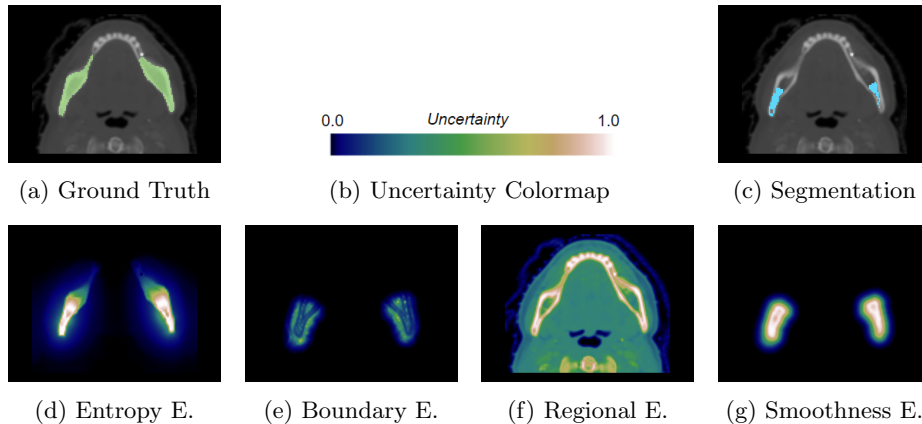 Uncertainty
0.0 1.0
(a) Ground Truth
(b) Uncertainty Colormap
(c) Segmentation
(d) Entropy E.
(e) Boundary E.
(f) Regional E.
(g) Smoothness E.